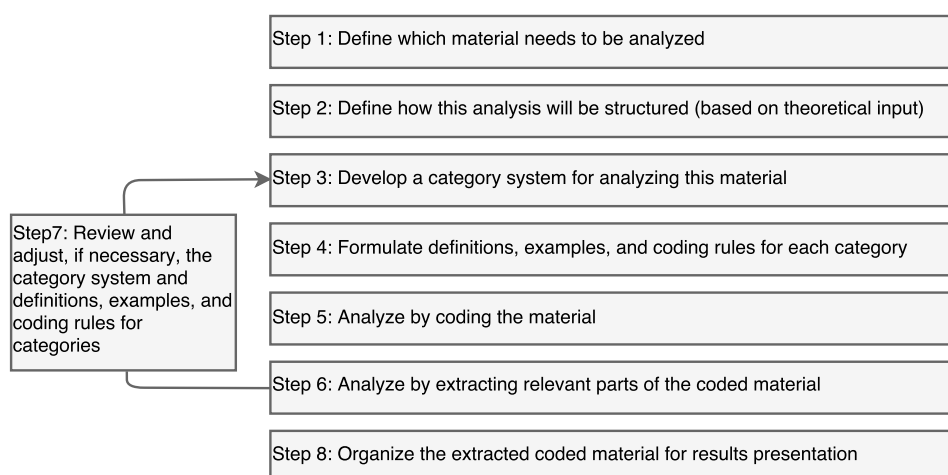 Step 1: Define which material needs to be analyzed
Step 2: Define how this analysis will be structured (based on theoretical input)
Step 3: Develop a category system for analyzing this material
Step7: Review and
adjust, if necessary, the
category system and
definitions, examples, and
coding rules for
categories
Step 4: Formulate definitions, examples, and coding rules for each category
Step 5: Analyze by coding the material
Step 6: Analyze by extracting relevant parts of the coded material
Step 8: Organize the extracted coded material for results presentation